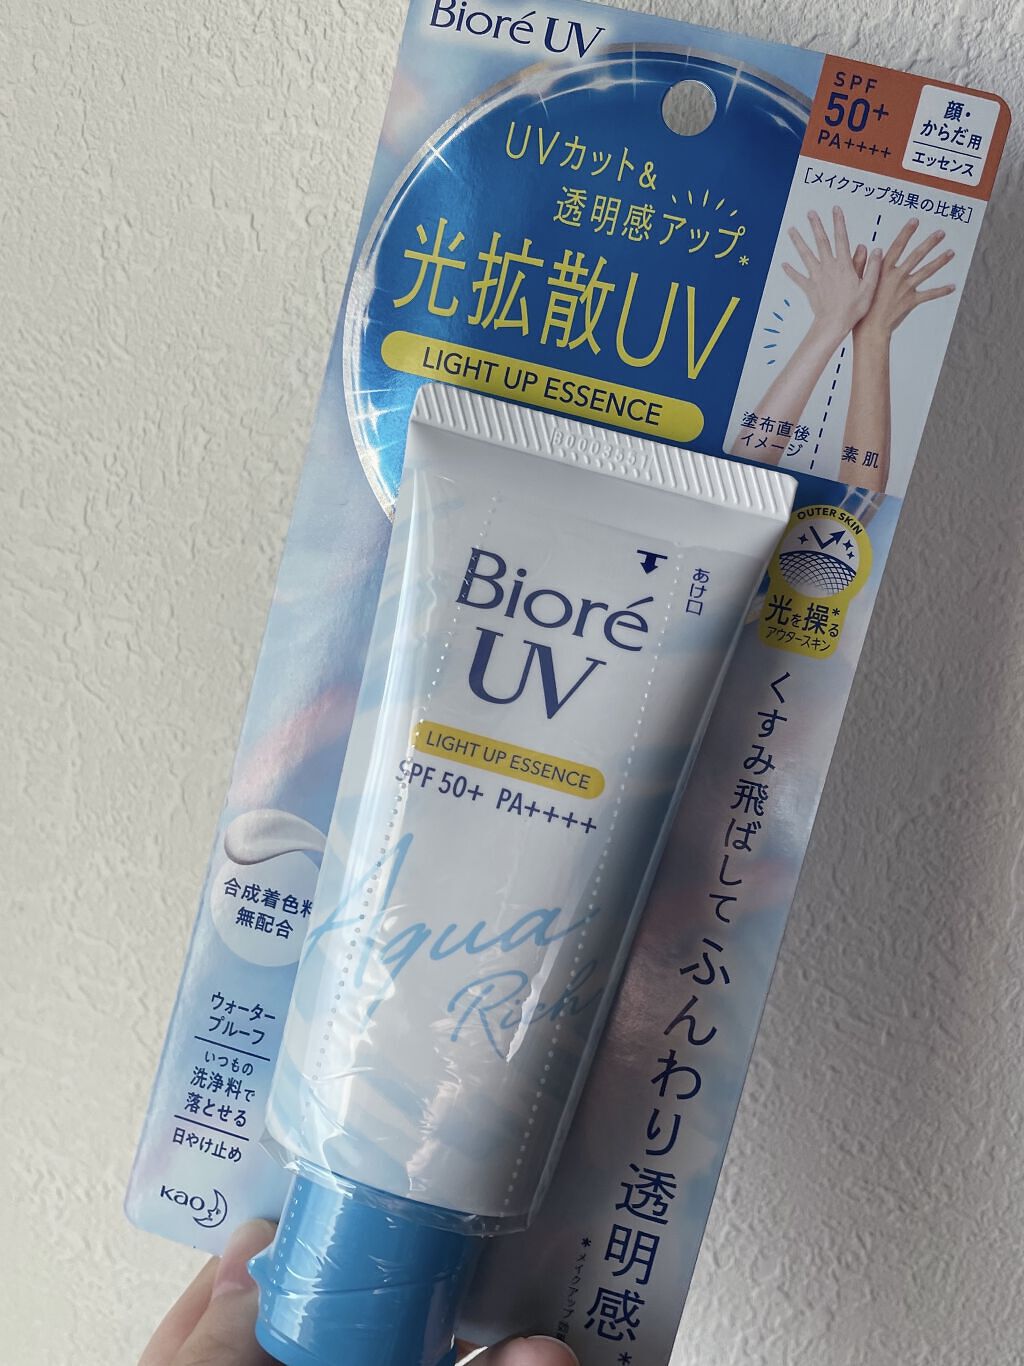 Bioré UV
SPF
50+
PA++++
顔・
からだ用
エッセンス
UVカット&
透明感アップ*
光拡散UV
LIGHT UP ESSENCE
[メイクアップ効果の比較]
塗布直後
イメージ
素肌
OUTER SKIN
光を操る*
アウタースキン
くすみ飛ばして ふんわり透明感*
あけ口
Bioré
UV
LIGHT UP ESSENCE
SPF 50+ PA++++
Aqua
Rich
合成着色料
無配合
ウォーター
プルーフ
いつもの
洗浄料で
落とせる
日やけ止め
kao